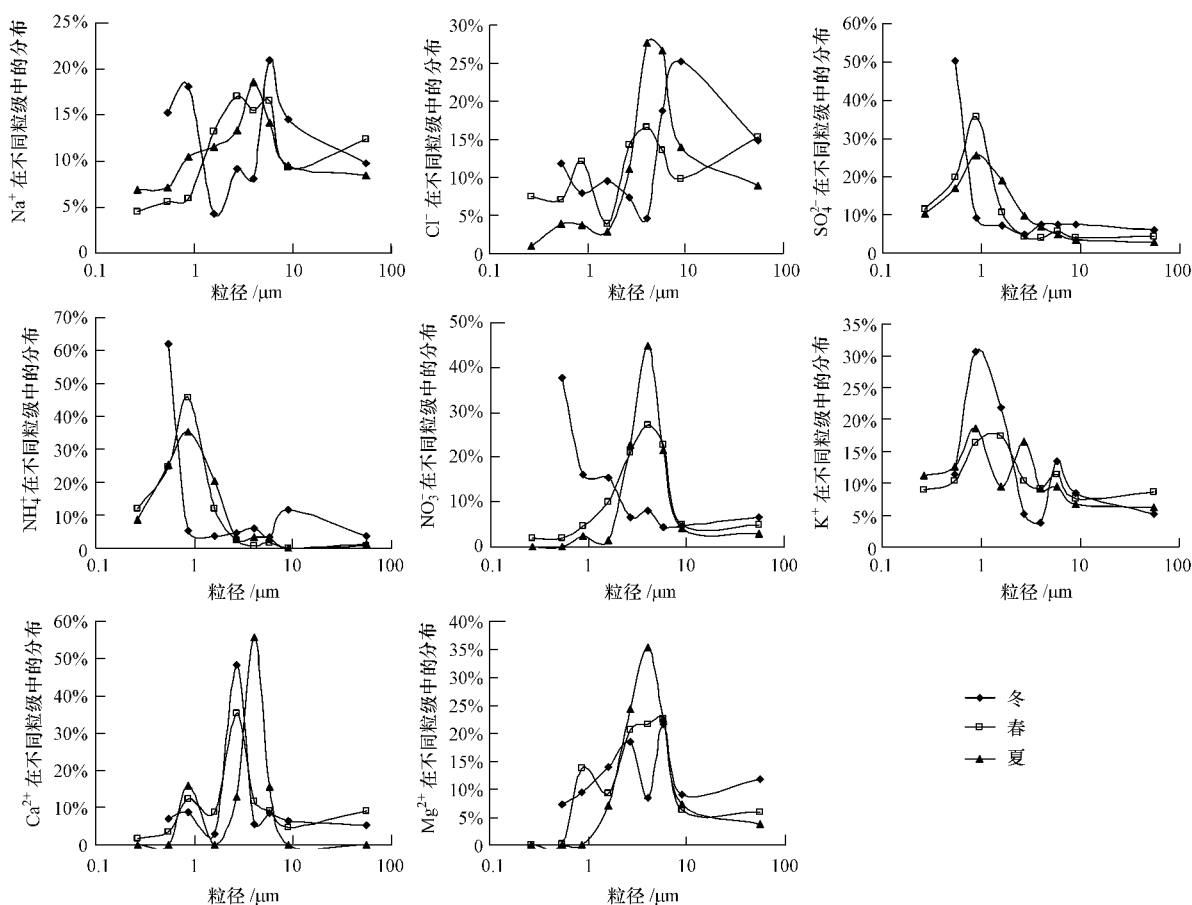 Na⁺ 在不同粒级中的分布
25%
20%
15%
10%
5%
0
0.1 1 10 100
粒径 /μm
Cl⁻ 在不同粒级中的分布
30%
25%
20%
15%
10%
5%
0
0.1 1 10 100
粒径 /μm
SO₄²⁻ 在不同粒级中的分布
60%
50%
40%
30%
20%
10%
0
0.1 1 10 100
粒径 /μm
NH₄⁺ 在不同粒级中的分布
70%
60%
50%
40%
30%
20%
10%
0
0.1 1 10 100
粒径 /μm
NO₃⁻ 在不同粒级中的分布
50%
40%
30%
20%
10%
0
0.1 1 10 100
粒径 /μm
K⁺ 在不同粒级中的分布
35%
30%
25%
20%
15%
10%
5%
0
0.1 1 10 100
粒径 /μm
Ca²⁺ 在不同粒级中的分布
60%
50%
40%
30%
20%
10%
0
0.1 1 10 100
粒径 /μm
Mg²⁺ 在不同粒级中的分布
40%
35%
30%
25%
20%
15%
10%
5%
0
0.1 1 10 100
粒径 /μm
冬
春
夏